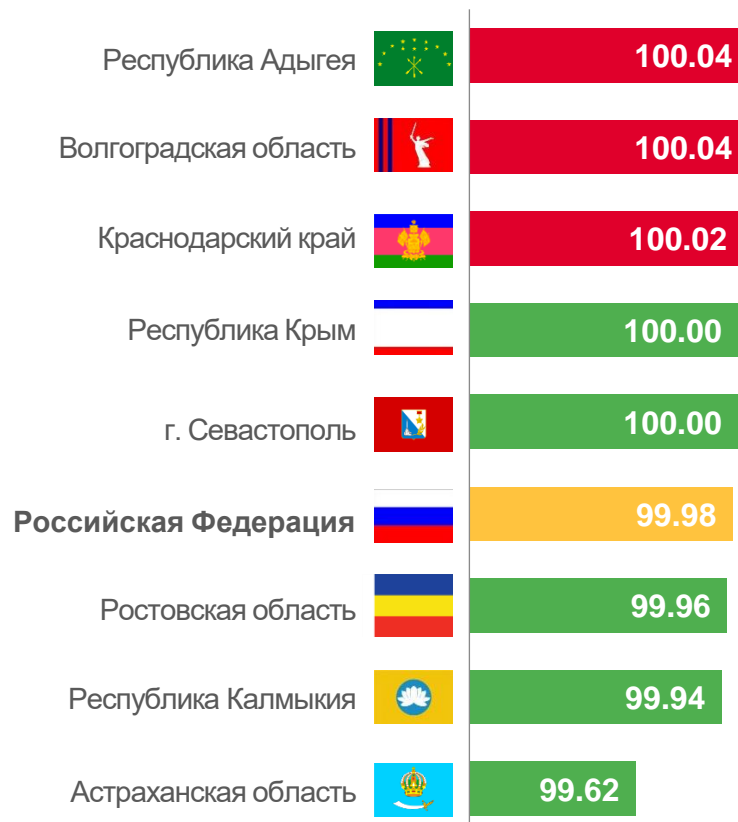 Республика Адыгея 100.04
Волгоградская область 100.04
Краснодарский край 100.02
Республика Крым 100.00
г. Севастополь 100.00
Российская Федерация 99.98
Ростовская область 99.96
Республика Калмыкия 99.94
Астраханская область 99.62